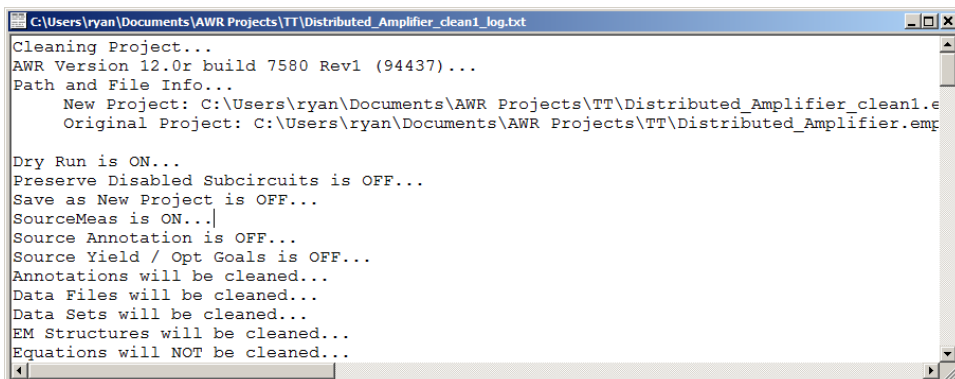 C:\Users\ryan\Documents\AWR Projects\TT\Distributed_Amplifier_clean1_log.txt
Cleaning Project...
AWR Version 12.0r build 7580 Rev1 (94437)...
Path and File Info...
New Project: C:\Users\ryan\Documents\AWR Projects\TT\Distributed_Amplifier_clean1.e
Original Project: C:\Users\ryan\Documents\AWR Projects\TT\Distributed_Amplifier.emp
Dry Run is ON...
Preserve Disabled Subcircuits is OFF...
Save as New Project is OFF...
SourceMeas is ON...
Source Annotation is OFF...
Source Yield / Opt Goals is OFF...
Annotations will be cleaned...
Data Files will be cleaned...
Data Sets will be cleaned...
EM Structures will be cleaned...
Equations will NOT be cleaned...